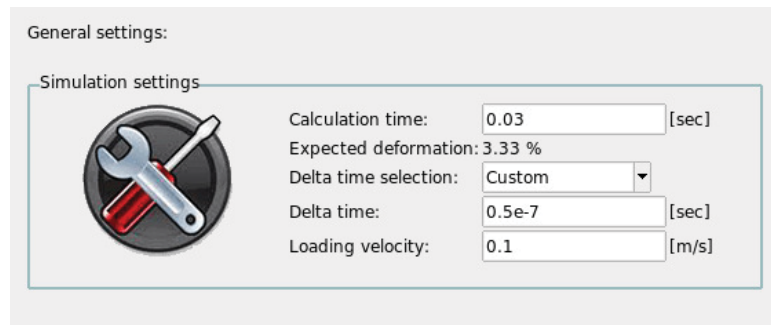 General settings:
Simulation settings
Calculation time: 0.03 [sec]
Expected deformation: 3.33 %
Delta time selection: Custom
Delta time: 0.5e-7 [sec]
Loading velocity: 0.1 [m/s]